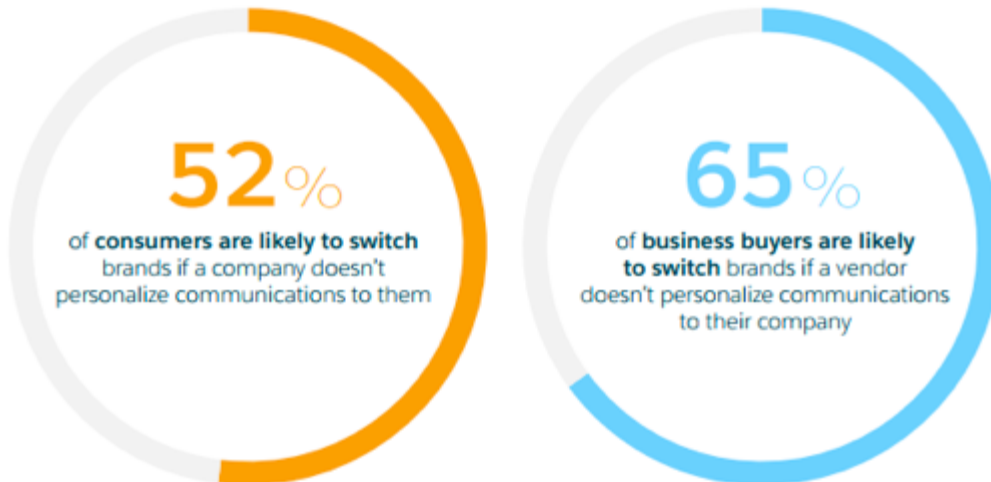 52%
of consumers are likely to switch
brands if a company doesn't
personalize communications to them
65%
of business buyers are likely
to switch brands if a vendor
doesn't personalize communications
to their company